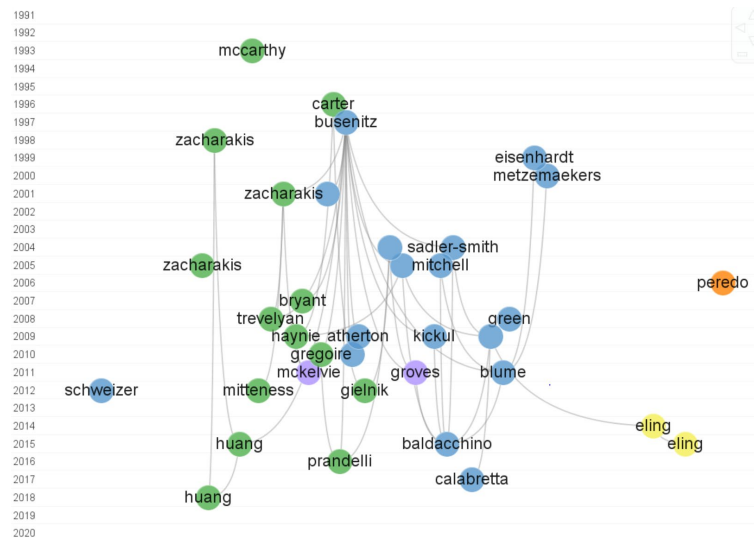 1991
1992
1993
mccarthy
1994
1995
1996
carter
1997
busenitz
1998
zacharakis
1999
eisenhardt
2000
metzemaekers
2001
zacharakis
2002
2003
2004
sadler-smith
2005
zacharakis
mitchell
2006
peredo
2007
bryant
2008
trevelyan
green
2009
haynie
atherton
kickul
2010
gregoire
2011
mckelvie
groves
blume
2012
schweizer
mitteness
gielnik
2013
2014
eling
2015
huang
baldacchino
eling
2016
prandelli
2017
calabretta
2018
huang
2019
2020